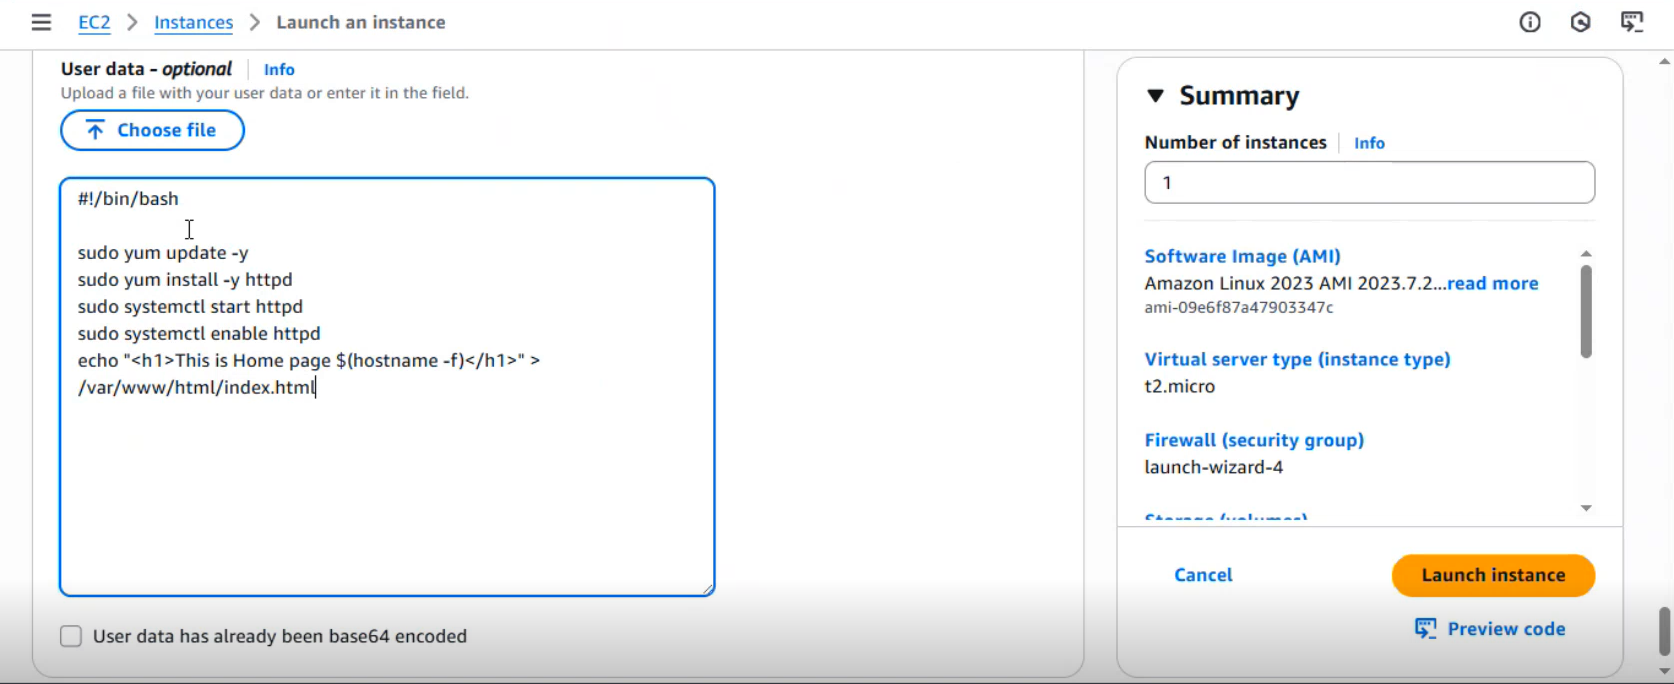 EC2 > Instances > Launch an instance
User data - optional Info
Upload a file with your user data or enter it in the field.
Choose file
#!/bin/bash
sudo yum update -y
sudo yum install -y httpd
sudo systemctl start httpd
sudo systemctl enable httpd
echo "<h1>This is Home page $(hostname -f)</h1>" >
/var/www/html/index.html
User data has already been base64 encoded
Summary
Number of instances Info
1
Software Image (AMI)
Amazon Linux 2023 AMI 2023.7.2...read more
ami-09e6f87a47903347c
Virtual server type (instance type)
t2.micro
Firewall (security group)
launch-wizard-4
Storage (volumes)
Cancel
Launch instance
Preview code